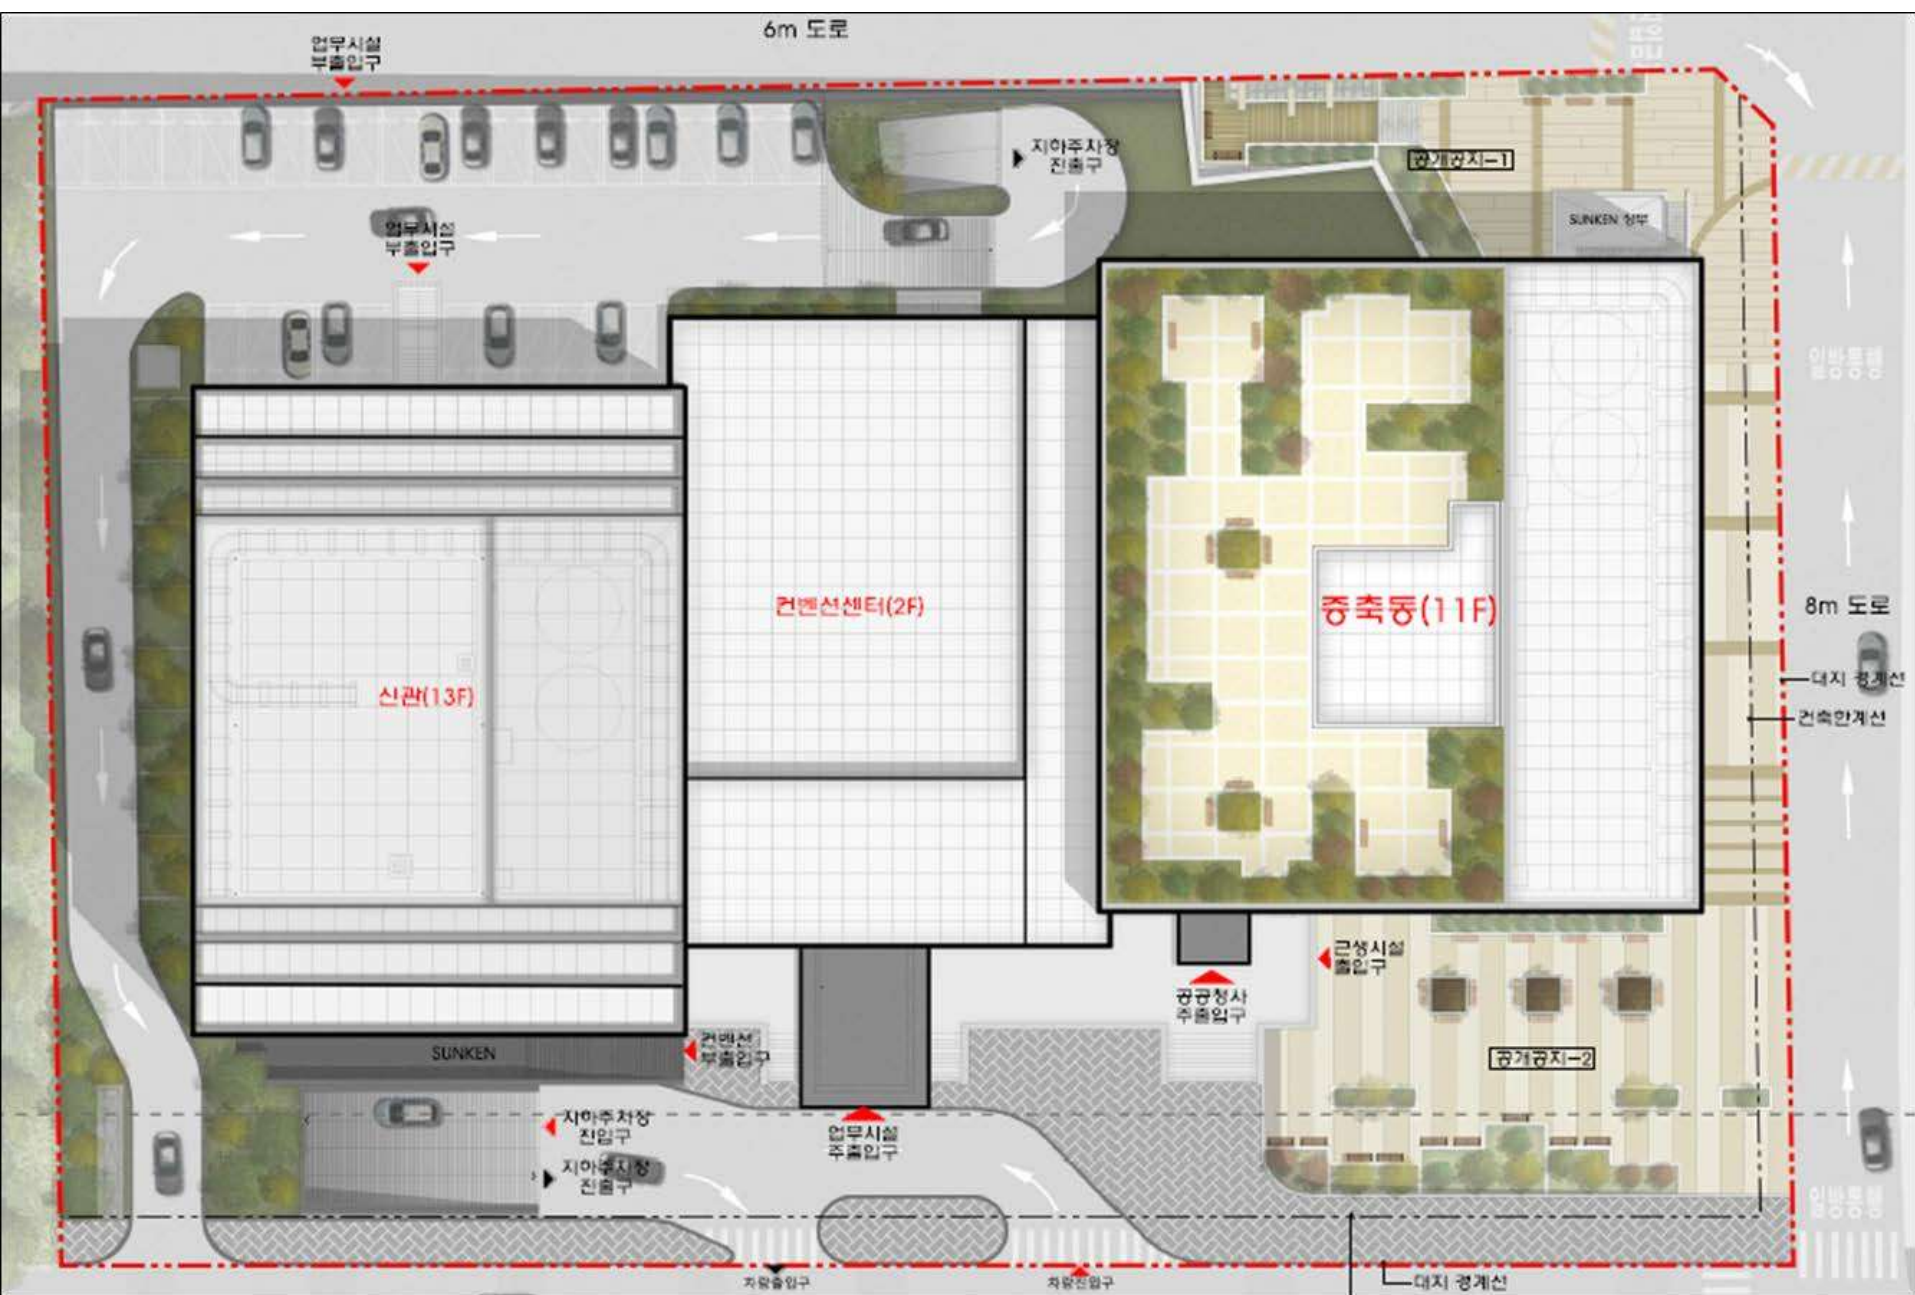 6m 도로
업무시설
부출입구
지하주차장
진출구
공개공지-1
SUNKEN 상부
업무시설
부출입구
일방통행
컨벤션센터(2F)
증축동(11F)
8m 도로
신관(13F)
대지 경계선
건축한계선
근생시설
출입구
공공청사
주출입구
SUNKEN
컨벤션
부출입구
공개공지-2
지하주차장
진입구
업무시설
주출입구
지하주차장
진출구
일방통행
차량출입구
차량진입구
대지 경계선